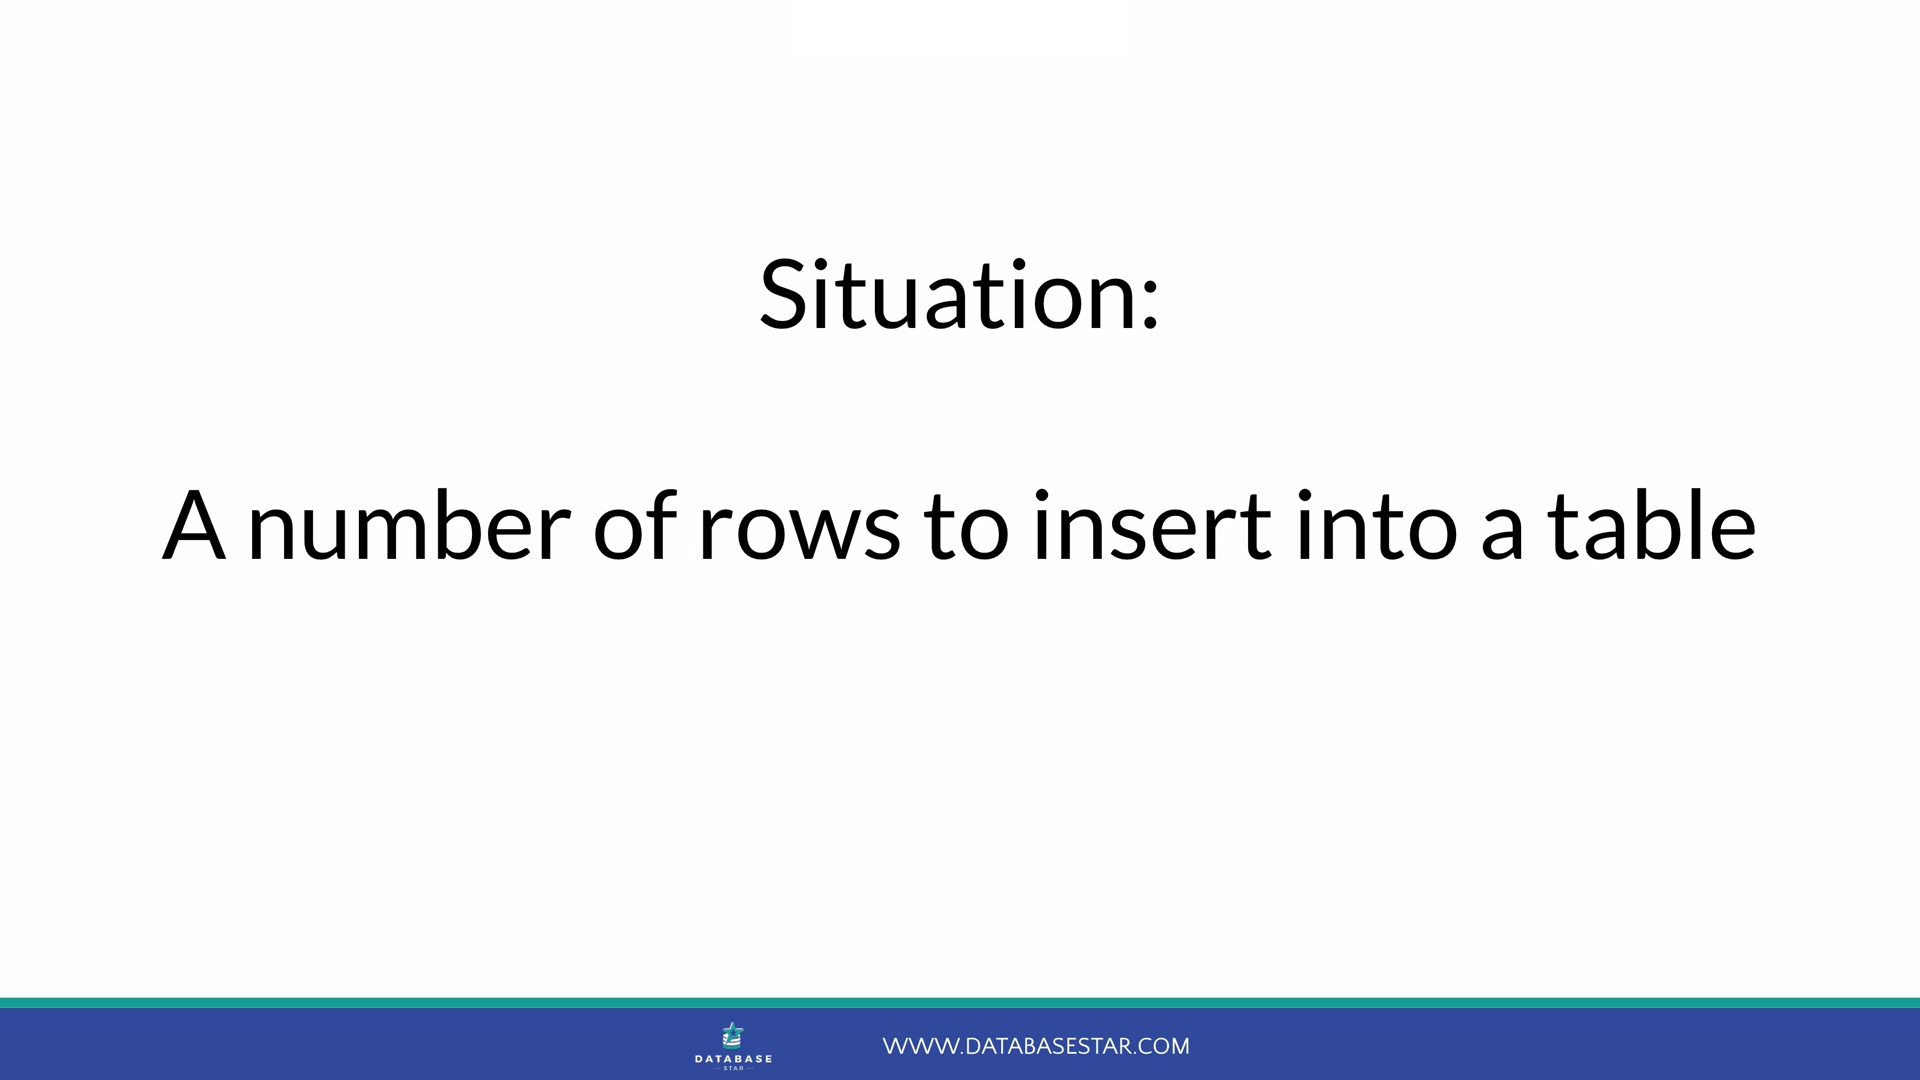 Situation:
A number of rows to insert into a table
DATABASE
STAR
WWW.DATABASESTAR.COM